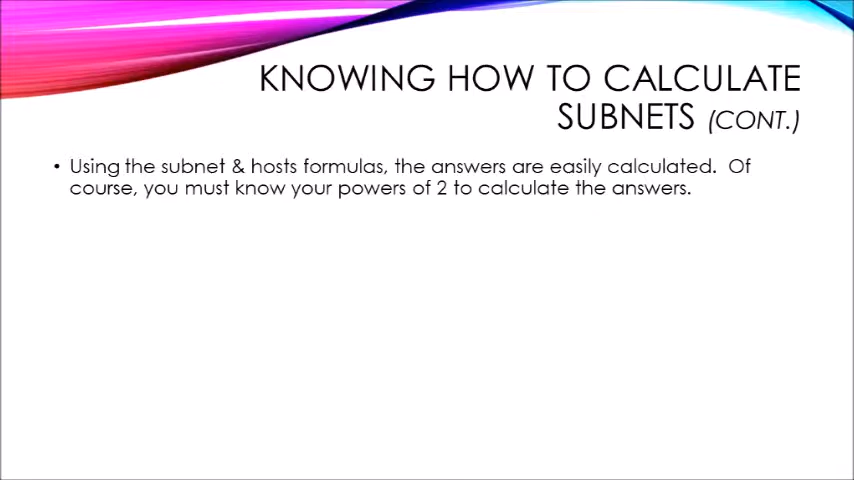 KNOWING HOW TO CALCULATE
SUBNETS (CONT.)
• Using the subnet & hosts formulas, the answers are easily calculated.  Of
course, you must know your powers of 2 to calculate the answers.